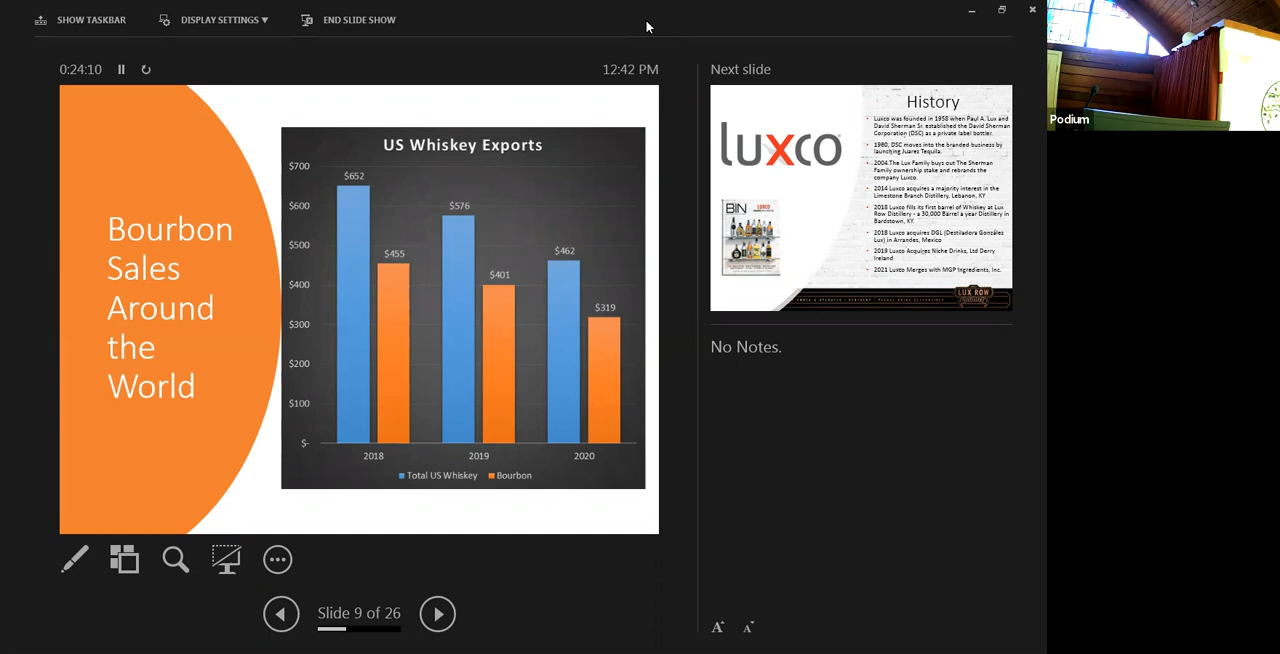 SHOW TASKBAR
DISPLAY SETTINGS ▼
END SLIDE SHOW
0:24:10
12:42 PM
Bourbon
Sales
Around
the
World
US Whiskey Exports
$700
$600
$500
$400
$300
$200
$100
$-
$652
$455
$576
$401
$462
$319
2018
2019
2020
Total US Whiskey
Bourbon
Next slide
History
luxco
BIN
LUXCO
• Luxco was founded in 1958 when Paul A. Lux and
David Sherman Sr. established the David Sherman
Corporation (DSC) as a private label bottler.
• 1960, DSC moves into the branded business by
launching Juarez Tequila.
• 2004 The Lux Family buys out The Sherman
Family ownership stake and rebrands the
company Luxco.
• 2014 Luxco acquires a majority interest in the
Limestone Branch Distillery, Lebanon, KY
• 2018 Luxco fills its first barrel of Whiskey at Lux
Row Distillery - a 30,000 Barrel a year Distillery in
Bardstown, KY.
• 2018 Luxco acquires DGL (Destiladora González
Lux) in Arrandes, Mexico
• 2019 Luxco Acquires Niche Drinks, Ltd Derry
Ireland
• 2021 Luxco Merges with MGP Ingredients, Inc.
LUX ROW
No Notes.
Slide 9 of 26
A
A
Podium